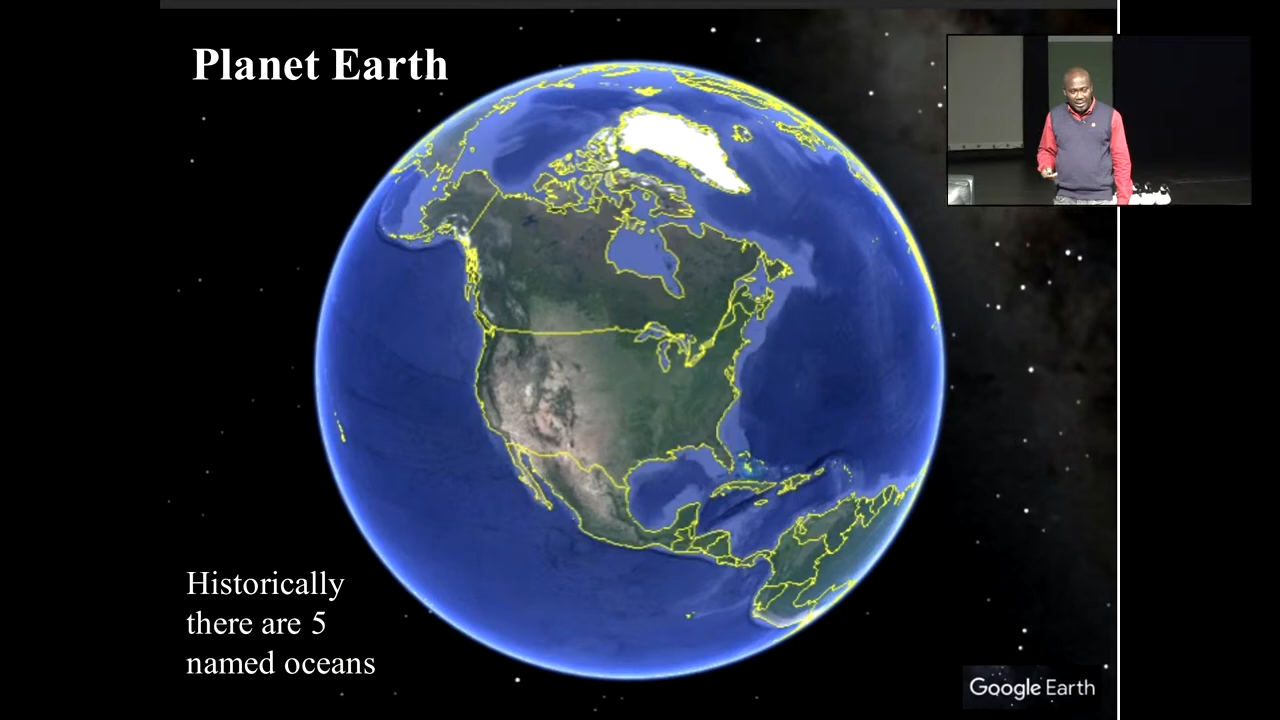 Planet Earth
Historically
there are 5
named oceans
Google Earth